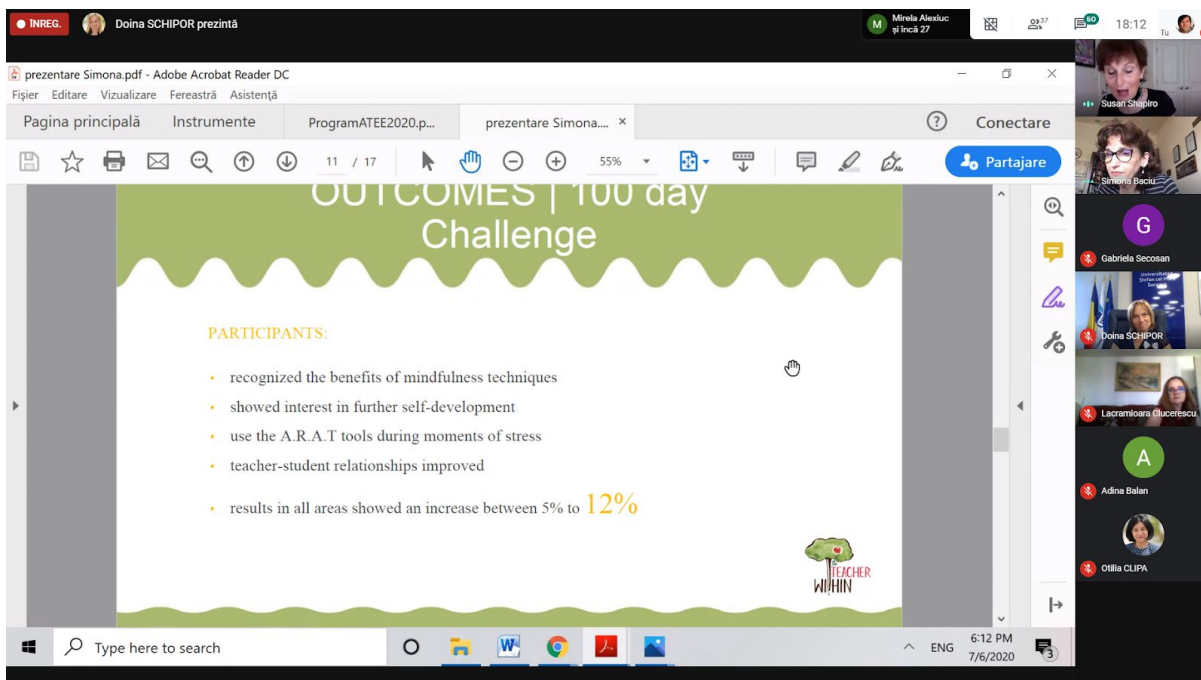 ÎNREG.
Doina SCHIPOR prezintă
M
Mirela Alexiuc
și încă 27
37
50
18:12
Tu
prezentare Simona.pdf - Adobe Acrobat Reader DC
Fișier Editare Vizualizare Fereastră Asistență
Pagina principală Instrumente ProgramATEE2020.p... prezentare Simona.... × Conectare
11 / 17 55% Partajare
OUTCOMES | 100 day
Challenge
PARTICIPANTS:
• recognized the benefits of mindfulness techniques
• showed interest in further self-development
• use the A.R.A.T tools during moments of stress
• teacher-student relationships improved
• results in all areas showed an increase between 5% to 12%
TEACHER
WITHIN
Susan Shapiro
Simona Baciu
G
Gabriela Secosan
Doina SCHIPOR
Lacramioara Clucerescu
A
Adina Balan
Otilia CLIPA
Type here to search
ENG
6:12 PM
7/6/2020
3